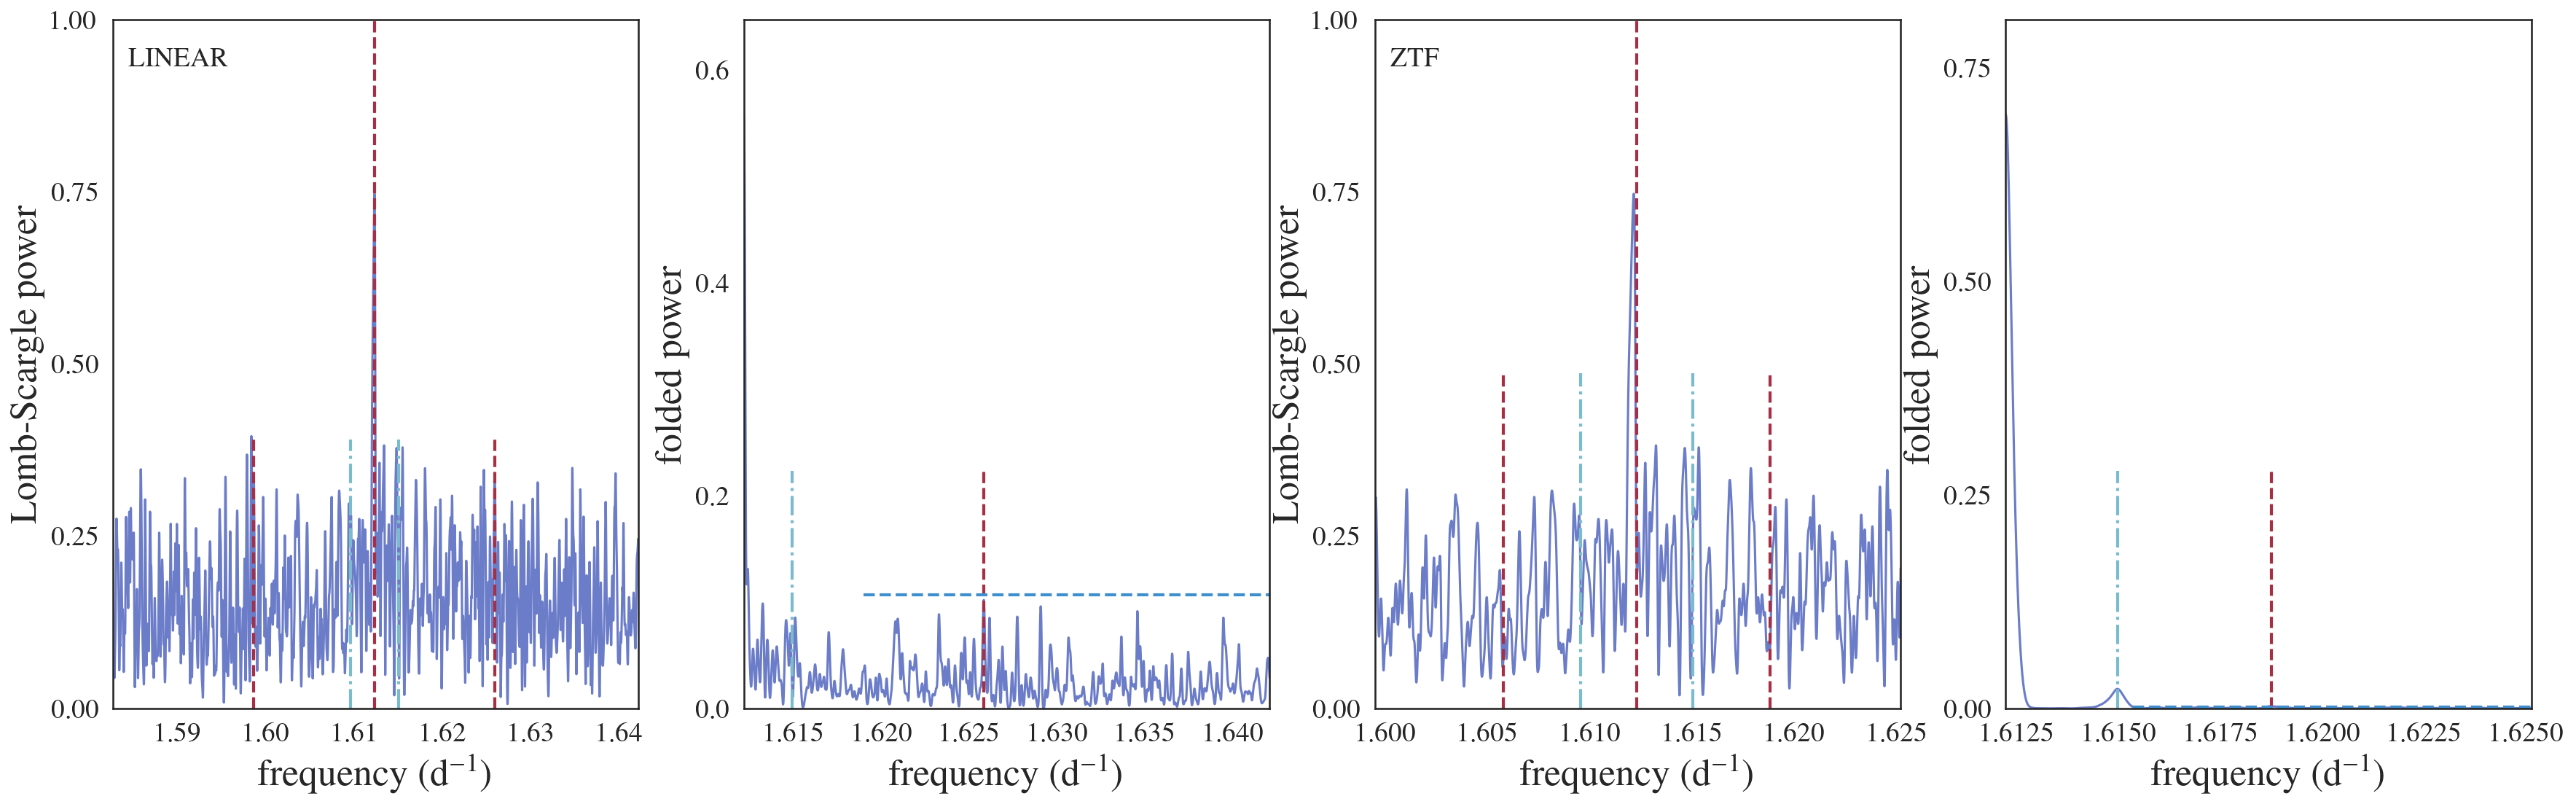 LINEAR
Lomb-Scargle power
1.00
0.75
0.50
0.25
0.00
1.59 1.60 1.61 1.62 1.63 1.64
frequency (d⁻¹)
folded power
0.6
0.4
0.2
0.0
1.615 1.620 1.625 1.630 1.635 1.640
frequency (d⁻¹)
ZTF
Lomb-Scargle power
1.00
0.75
0.50
0.25
0.00
1.600 1.605 1.610 1.615 1.620 1.625
frequency (d⁻¹)
folded power
0.75
0.50
0.25
0.00
1.6125 1.6150 1.6175 1.6200 1.6225 1.6250
frequency (d⁻¹)